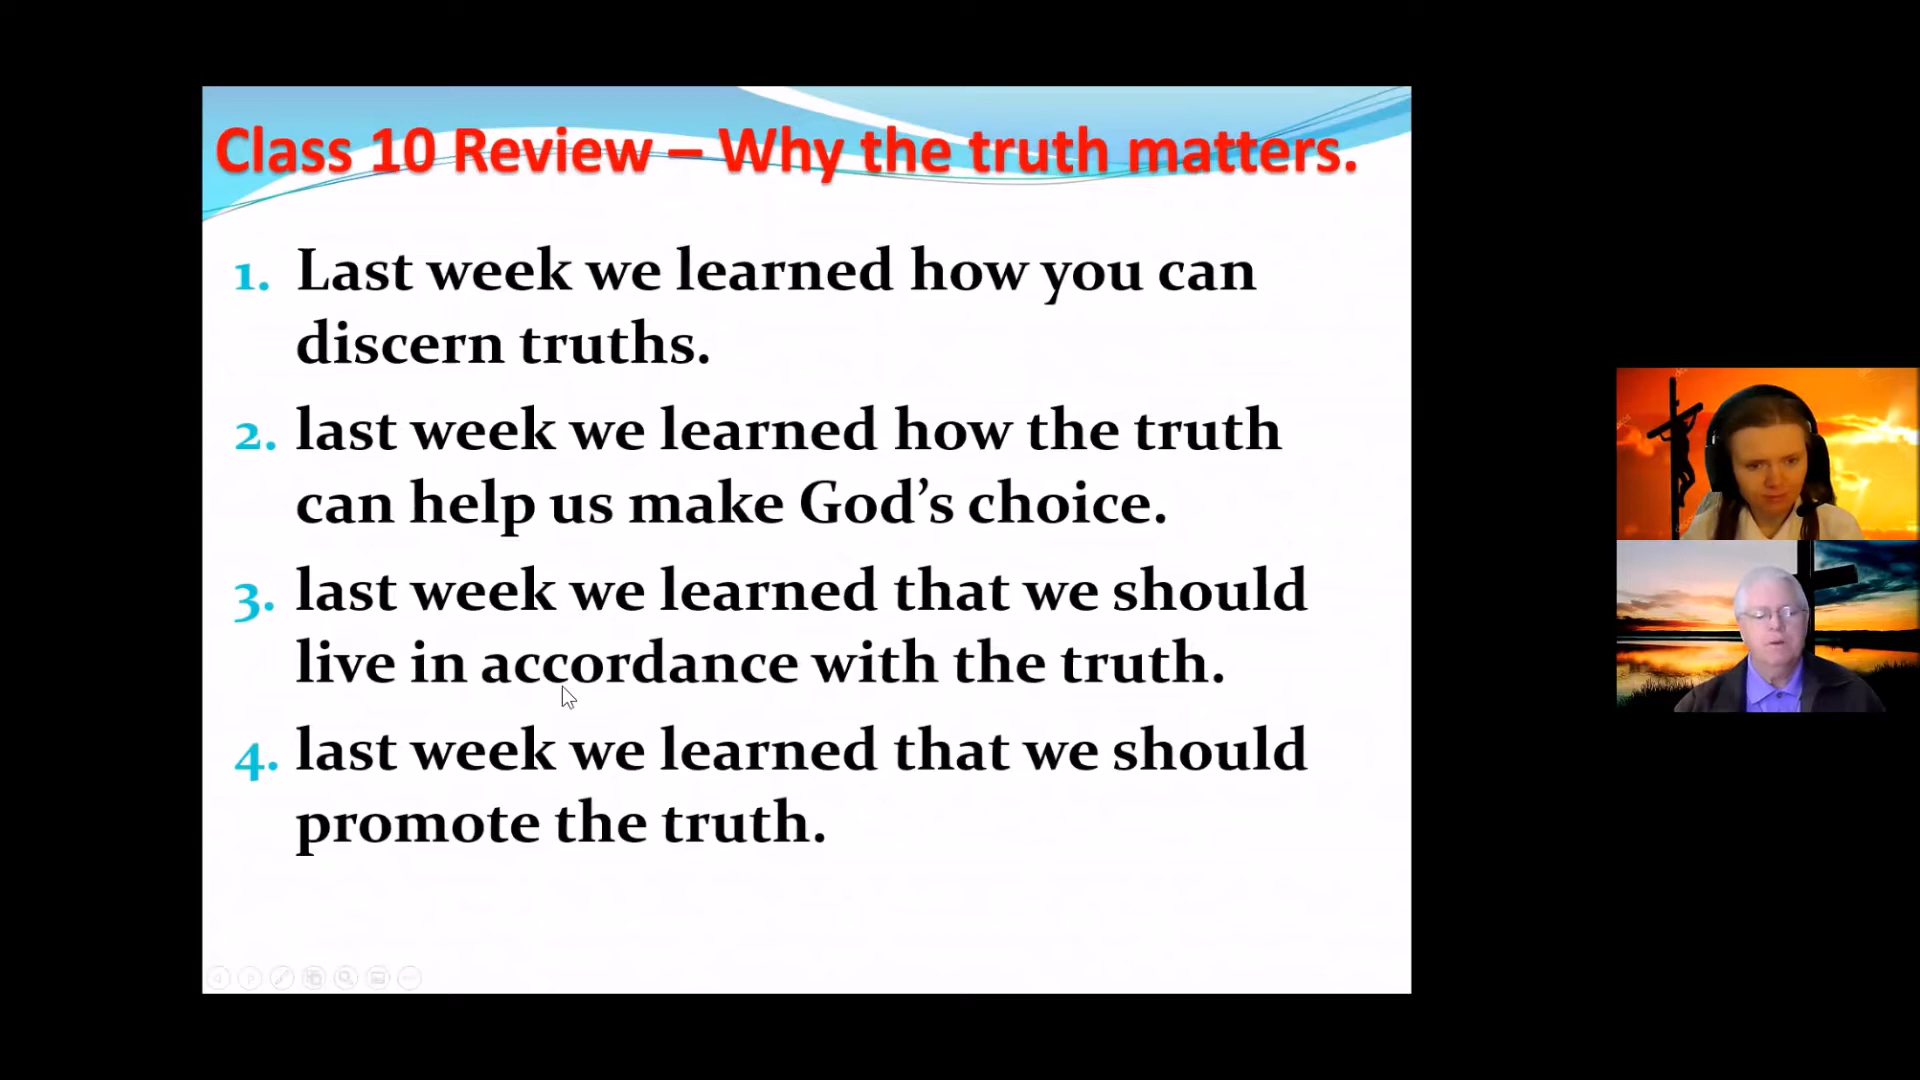 Class 10 Review – Why the truth matters.
1. Last week we learned how you can
discern truths.
2. last week we learned how the truth
can help us make God’s choice.
3. last week we learned that we should
live in accordance with the truth.
4. last week we learned that we should
promote the truth.